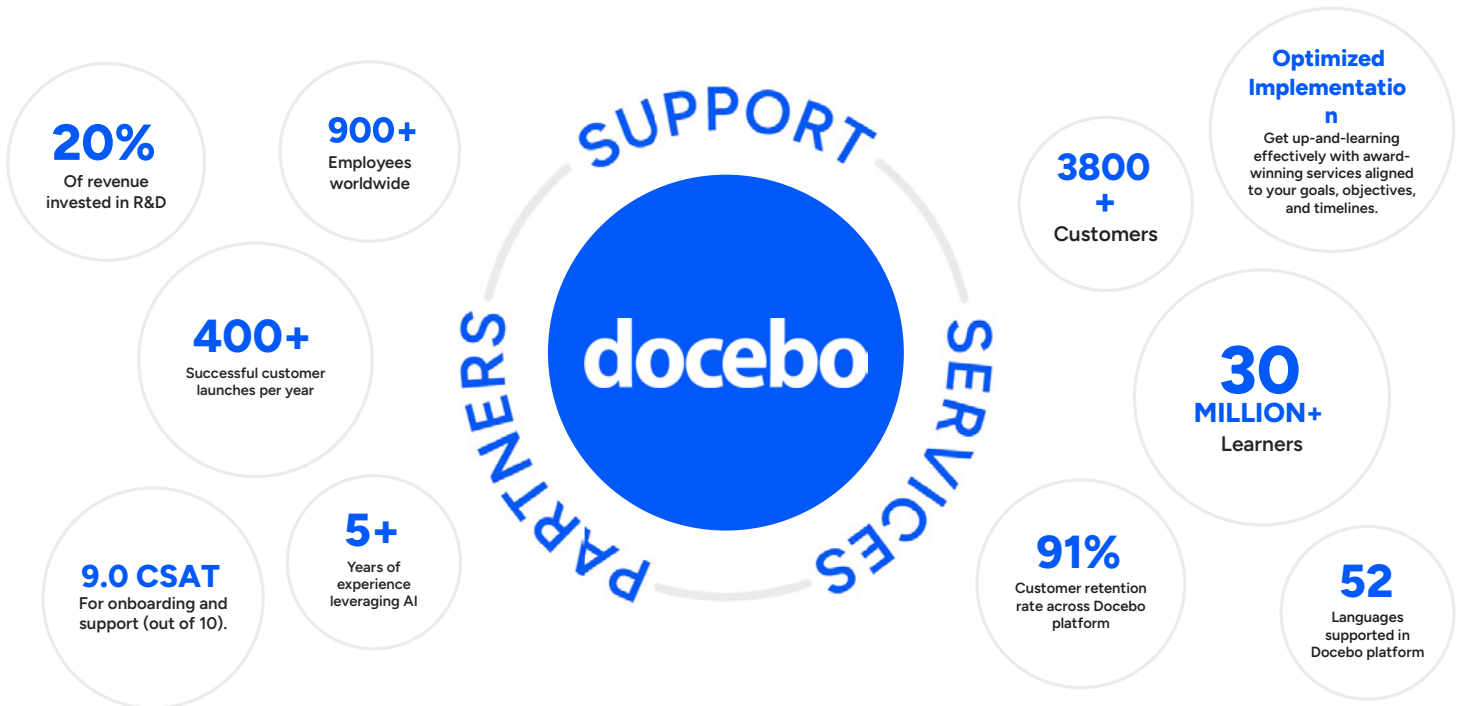 20%
Of revenue
invested in R&D
900+
Employees
worldwide
400+
Successful customer
launches per year
9.0 CSAT
For onboarding and
support (out of 10).
5+
Years of
experience
leveraging AI
SUPPORT
PARTNERS
docebo
SERVICES
3800
+
Customers
Optimized
Implementatio
n
Get up-and-learning
effectively with award-
winning services aligned
to your goals, objectives,
and timelines.
30
MILLION+
Learners
91%
Customer retention
rate across Docebo
platform
52
Languages
supported in
Docebo platform